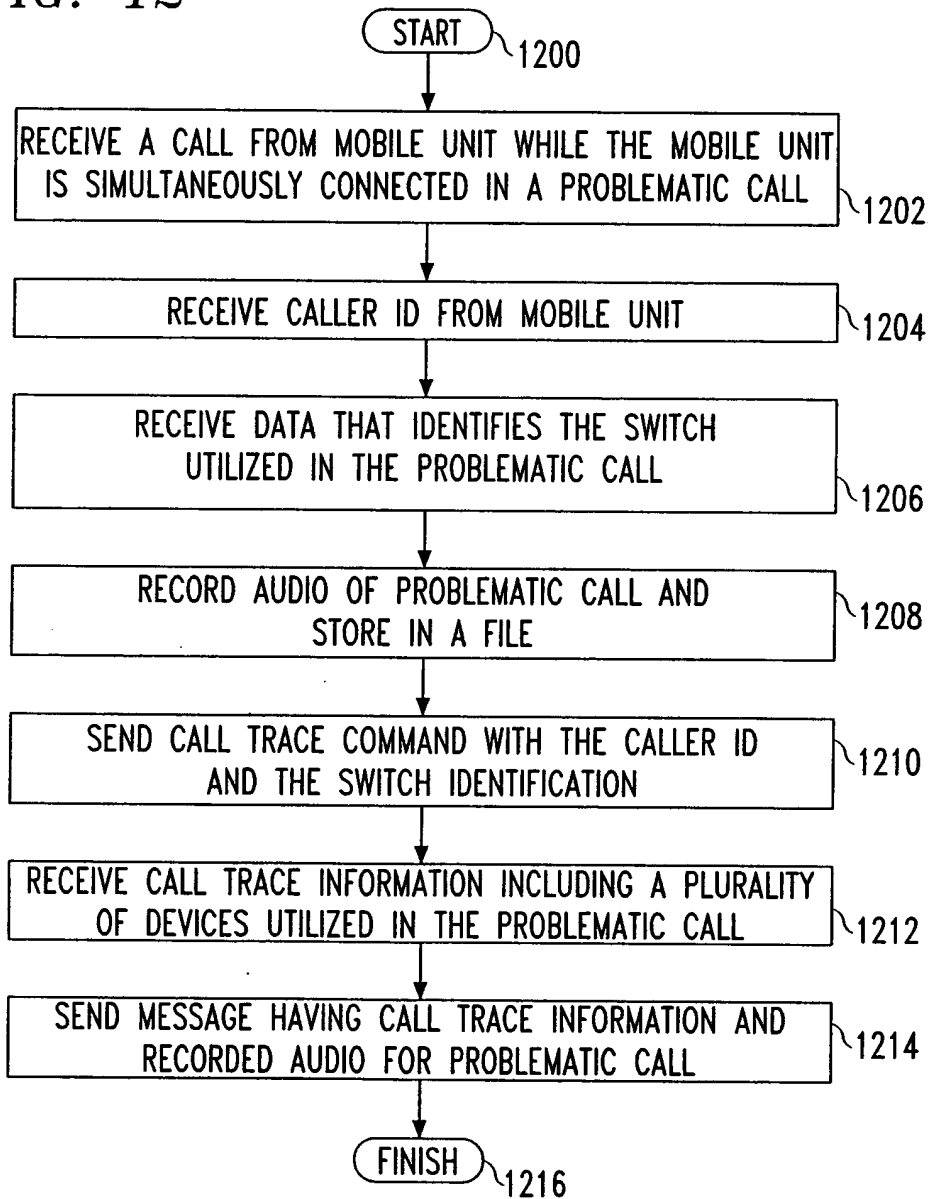 START
1200
RECEIVE A CALL FROM MOBILE UNIT WHILE THE MOBILE UNIT
IS SIMULTANEOUSLY CONNECTED IN A PROBLEMATIC CALL
1202
RECEIVE CALLER ID FROM MOBILE UNIT
1204
RECEIVE DATA THAT IDENTIFIES THE SWITCH
UTILIZED IN THE PROBLEMATIC CALL
1206
RECORD AUDIO OF PROBLEMATIC CALL AND
STORE IN A FILE
1208
SEND CALL TRACE COMMAND WITH THE CALLER ID
AND THE SWITCH IDENTIFICATION
1210
RECEIVE CALL TRACE INFORMATION INCLUDING A PLURALITY
OF DEVICES UTILIZED IN THE PROBLEMATIC CALL
1212
SEND MESSAGE HAVING CALL TRACE INFORMATION AND
RECORDED AUDIO FOR PROBLEMATIC CALL
1214
FINISH
1216